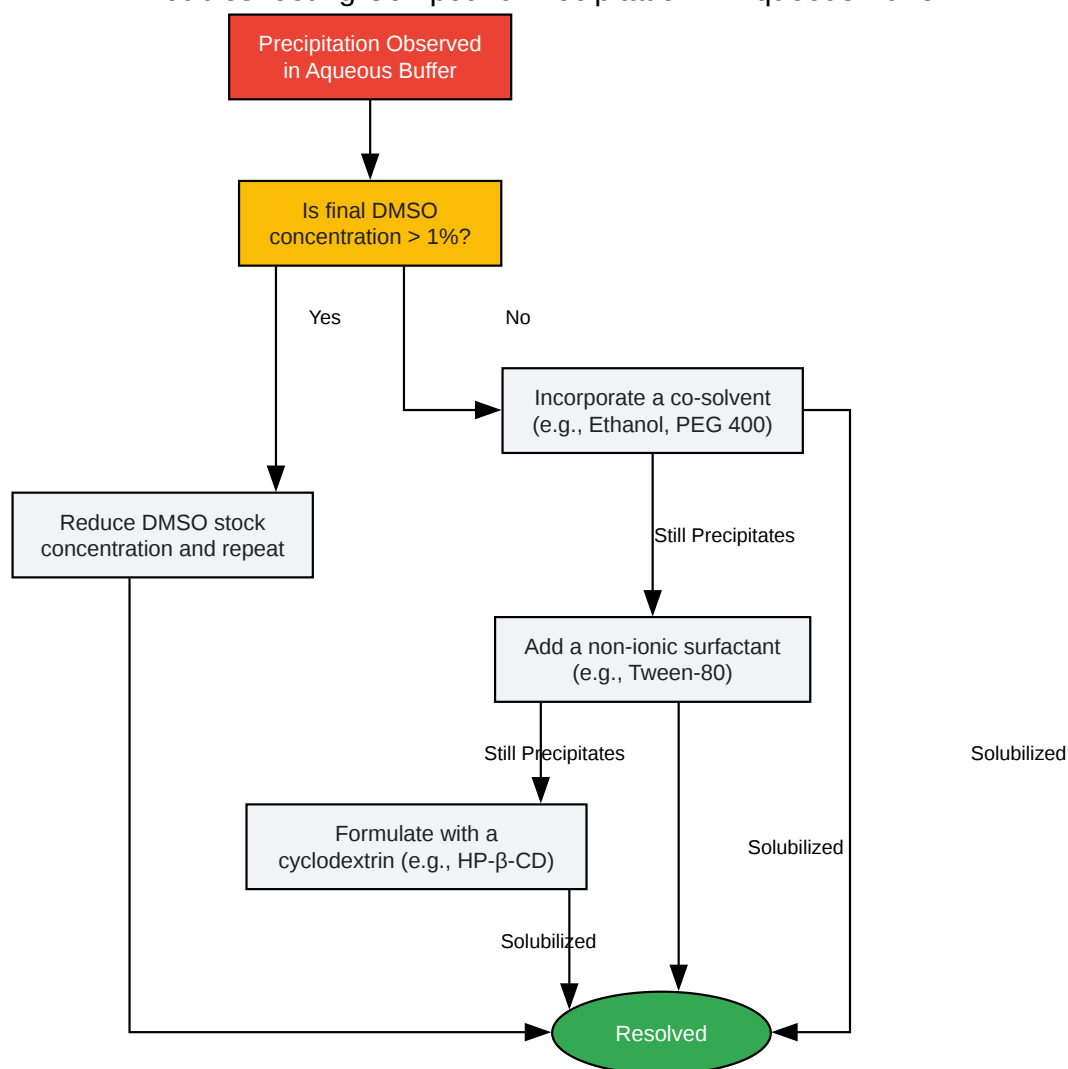 Precipitation Observed
in Aqueous Buffer
Is final DMSO
concentration > 1%?
Yes
No
Incorporate a co-solvent
(e.g., Ethanol, PEG 400)
Reduce DMSO stock
concentration and repeat
Still Precipitates
Add a non-ionic surfactant
(e.g., Tween-80)
Still Precipitates
Solubilized
Formulate with a
cyclodextrin (e.g., HP-β-CD)
Solubilized
Solubilized
Resolved